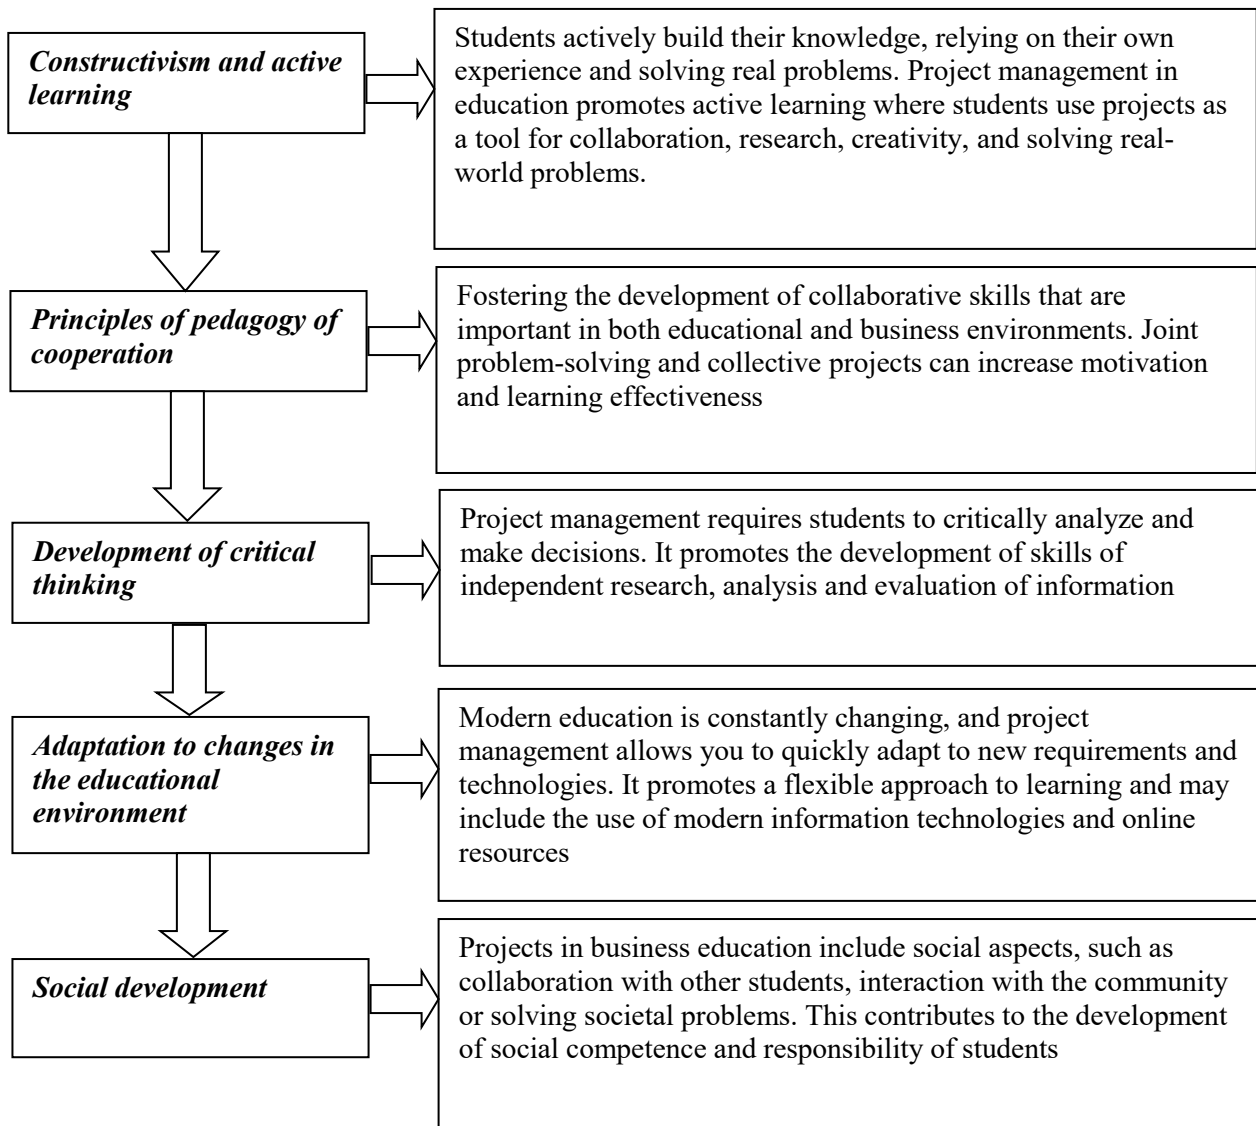 Constructivism and active
learning
Students actively build their knowledge, relying on their own
experience and solving real problems. Project management in
education promotes active learning where students use projects as
a tool for collaboration, research, creativity, and solving real-
world problems.
Principles of pedagogy of
cooperation
Fostering the development of collaborative skills that are
important in both educational and business environments. Joint
problem-solving and collective projects can increase motivation
and learning effectiveness
Development of critical
thinking
Project management requires students to critically analyze and
make decisions. It promotes the development of skills of
independent research, analysis and evaluation of information
Adaptation to changes in
the educational
environment
Modern education is constantly changing, and project
management allows you to quickly adapt to new requirements and
technologies. It promotes a flexible approach to learning and may
include the use of modern information technologies and online
resources
Social development
Projects in business education include social aspects, such as
collaboration with other students, interaction with the community
or solving societal problems. This contributes to the development
of social competence and responsibility of students